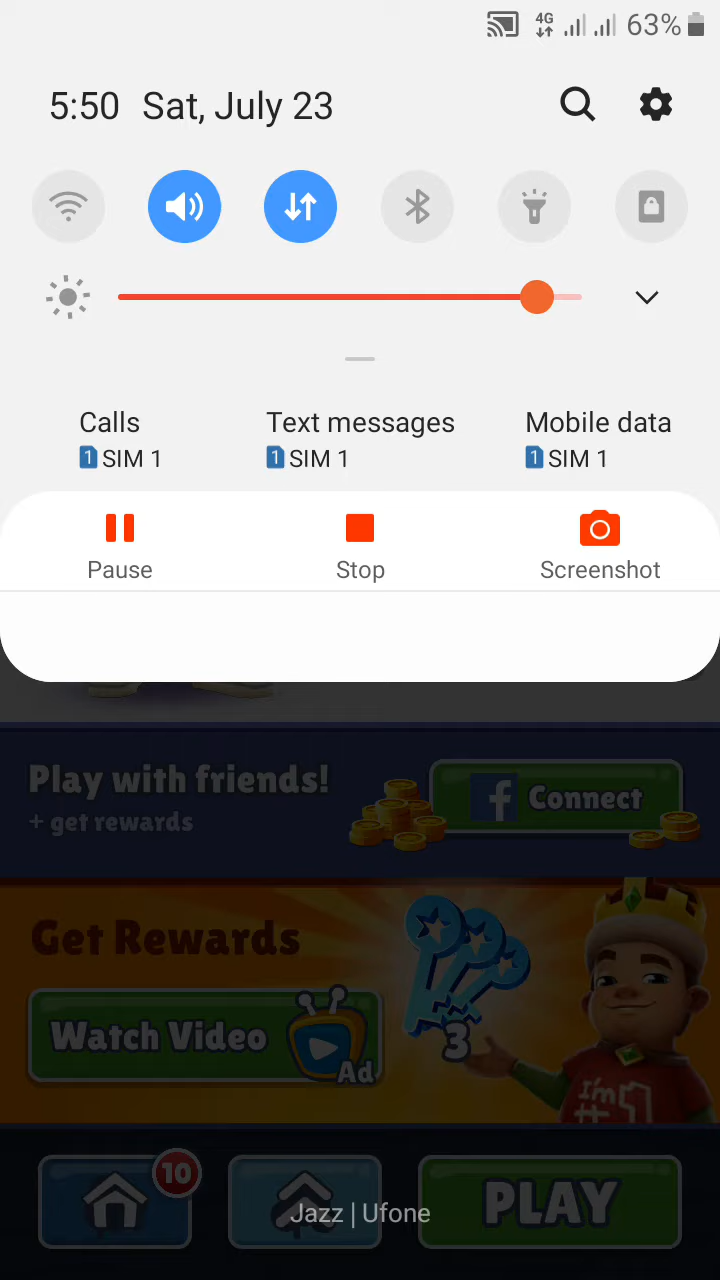 4G 63%
5:50 Sat, July 23
Calls Text messages Mobile data
1 SIM 1 1 SIM 1 1 SIM 1
Pause Stop Screenshot
Play with friends!
+ get rewards
f Connect
Get Rewards
Watch Video
Ad
3
I'm
#1
10
PLAY
Jazz | Ufone